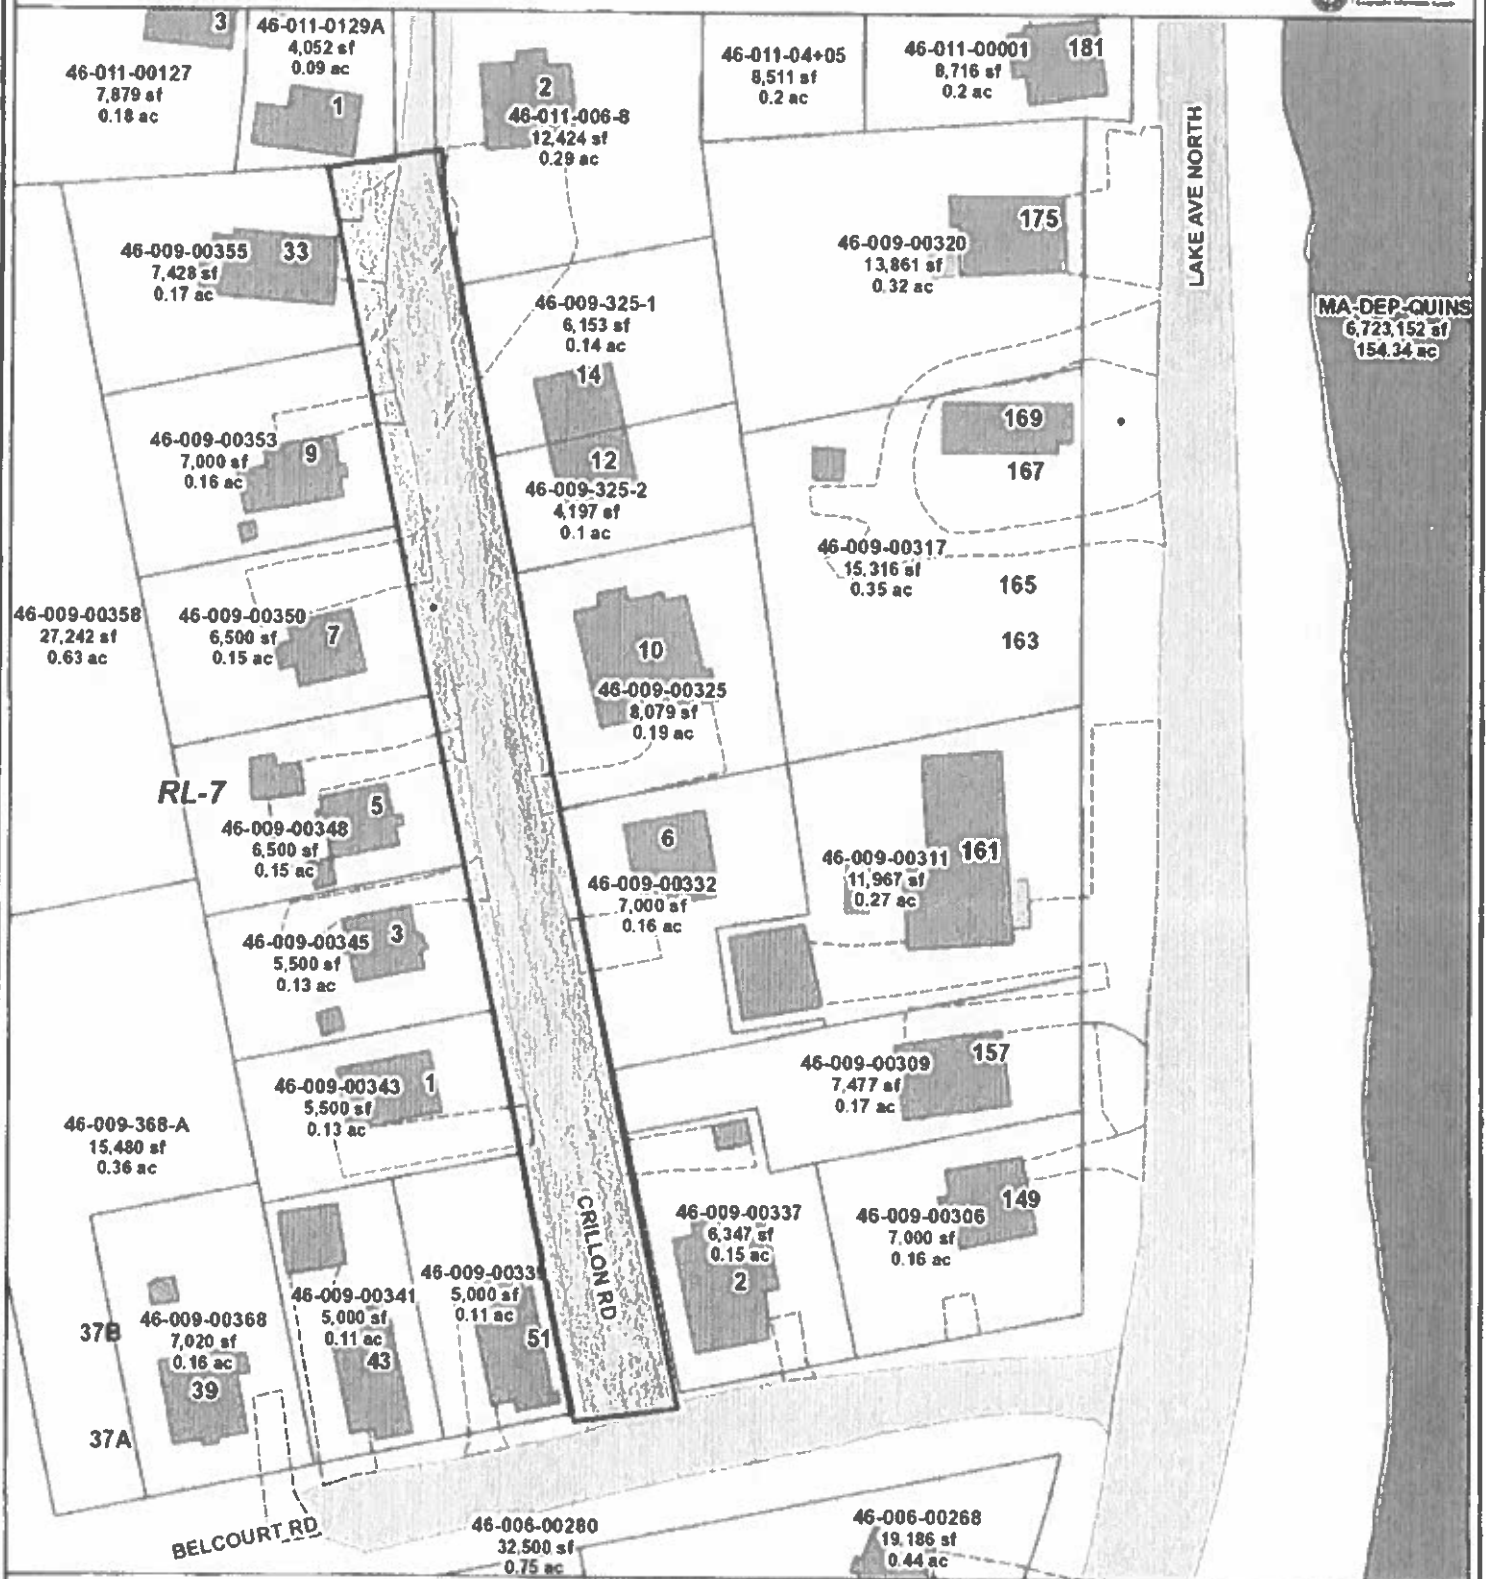 3
46-011-0129A
4,052 sf
0.09 ac
46-011-00127
7,879 sf
0.18 ac
1
2
46-011-006-8
12,424 sf
0.29 ac
46-011-04+05
8,511 sf
0.2 ac
46-011-00001
8,716 sf
0.2 ac
181
LAKE AVE NORTH
46-009-00355
7,428 sf
0.17 ac
33
175
46-009-00320
13,861 sf
0.32 ac
46-009-325-1
6,153 sf
0.14 ac
14
MA-DEP-QUINS
6,723,152 sf
154.34 ac
46-009-00353
7,000 sf
0.16 ac
9
12
46-009-325-2
4,197 sf
0.1 ac
169
167
46-009-00317
15,316 sf
0.35 ac
165
163
46-009-00358
27,242 sf
0.63 ac
46-009-00350
6,500 sf
0.15 ac
7
10
46-009-00325
8,079 sf
0.19 ac
RL-7
5
46-009-00348
6,500 sf
0.15 ac
6
46-009-00332
7,000 sf
0.16 ac
46-009-00311
11,967 sf
0.27 ac
161
46-009-00345
5,500 sf
0.13 ac
3
46-009-00343
5,500 sf
0.13 ac
1
46-009-00309
7,477 sf
0.17 ac
157
46-009-368-A
15,480 sf
0.36 ac
CRILLON RD
46-009-00337
6,347 sf
0.15 ac
2
46-009-00306
7,000 sf
0.16 ac
149
46-009-00339
5,000 sf
0.11 ac
51
46-009-00341
5,000 sf
0.11 ac
43
37B
46-009-00368
7,020 sf
0.16 ac
39
37A
BELCOURT RD
46-006-00280
32,500 sf
0.75 ac
46-006-00268
19,186 sf
0.44 ac